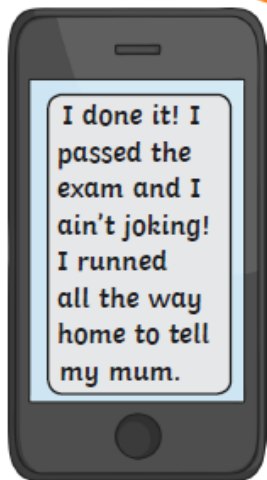 I done it! I
passed the
exam and I
ain't joking!
I runned
all the way
home to tell
my mum.